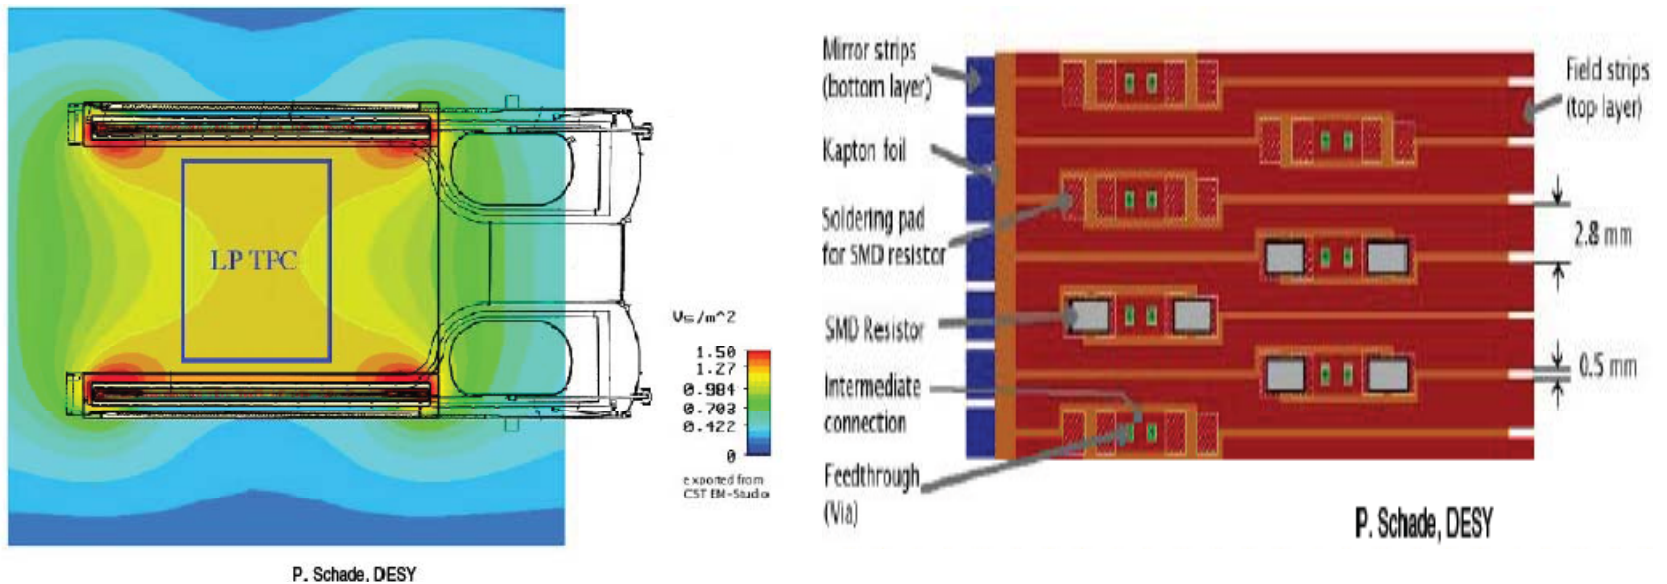 LP TPC
Vs/m^2
1.50
1.27
0.984
0.703
0.422
0
exported from
CST EM-Studio
P. Schade, DESY
Mirror strips
(bottom layer)
Kapton foil
Soldering pad
for SMD resistor
SMD Resistor
Intermediate
connection
Feedthrough
(Via)
Field strips
(top layer)
2.8 mm
0.5 mm
P. Schade, DESY